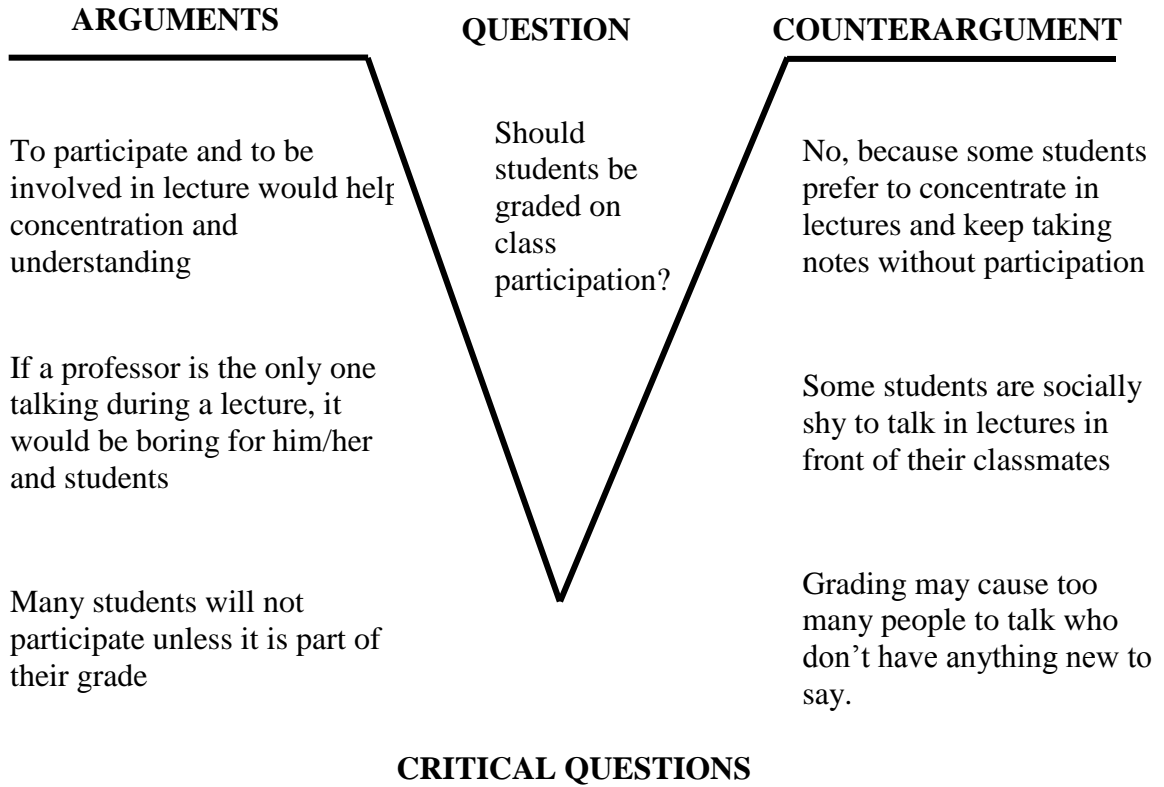 ARGUMENTS
QUESTION
COUNTERARGUMENT
To participate and to be
involved in lecture would help
concentration and
understanding
If a professor is the only one
talking during a lecture, it
would be boring for him/her
and students
Many students will not
participate unless it is part of
their grade
Should
students be
graded on
class
participation?
No, because some students
prefer to concentrate in
lectures and keep taking
notes without participation
Some students are socially
shy to talk in lectures in
front of their classmates
Grading may cause too
many people to talk who
don’t have anything new to
say.
CRITICAL QUESTIONS